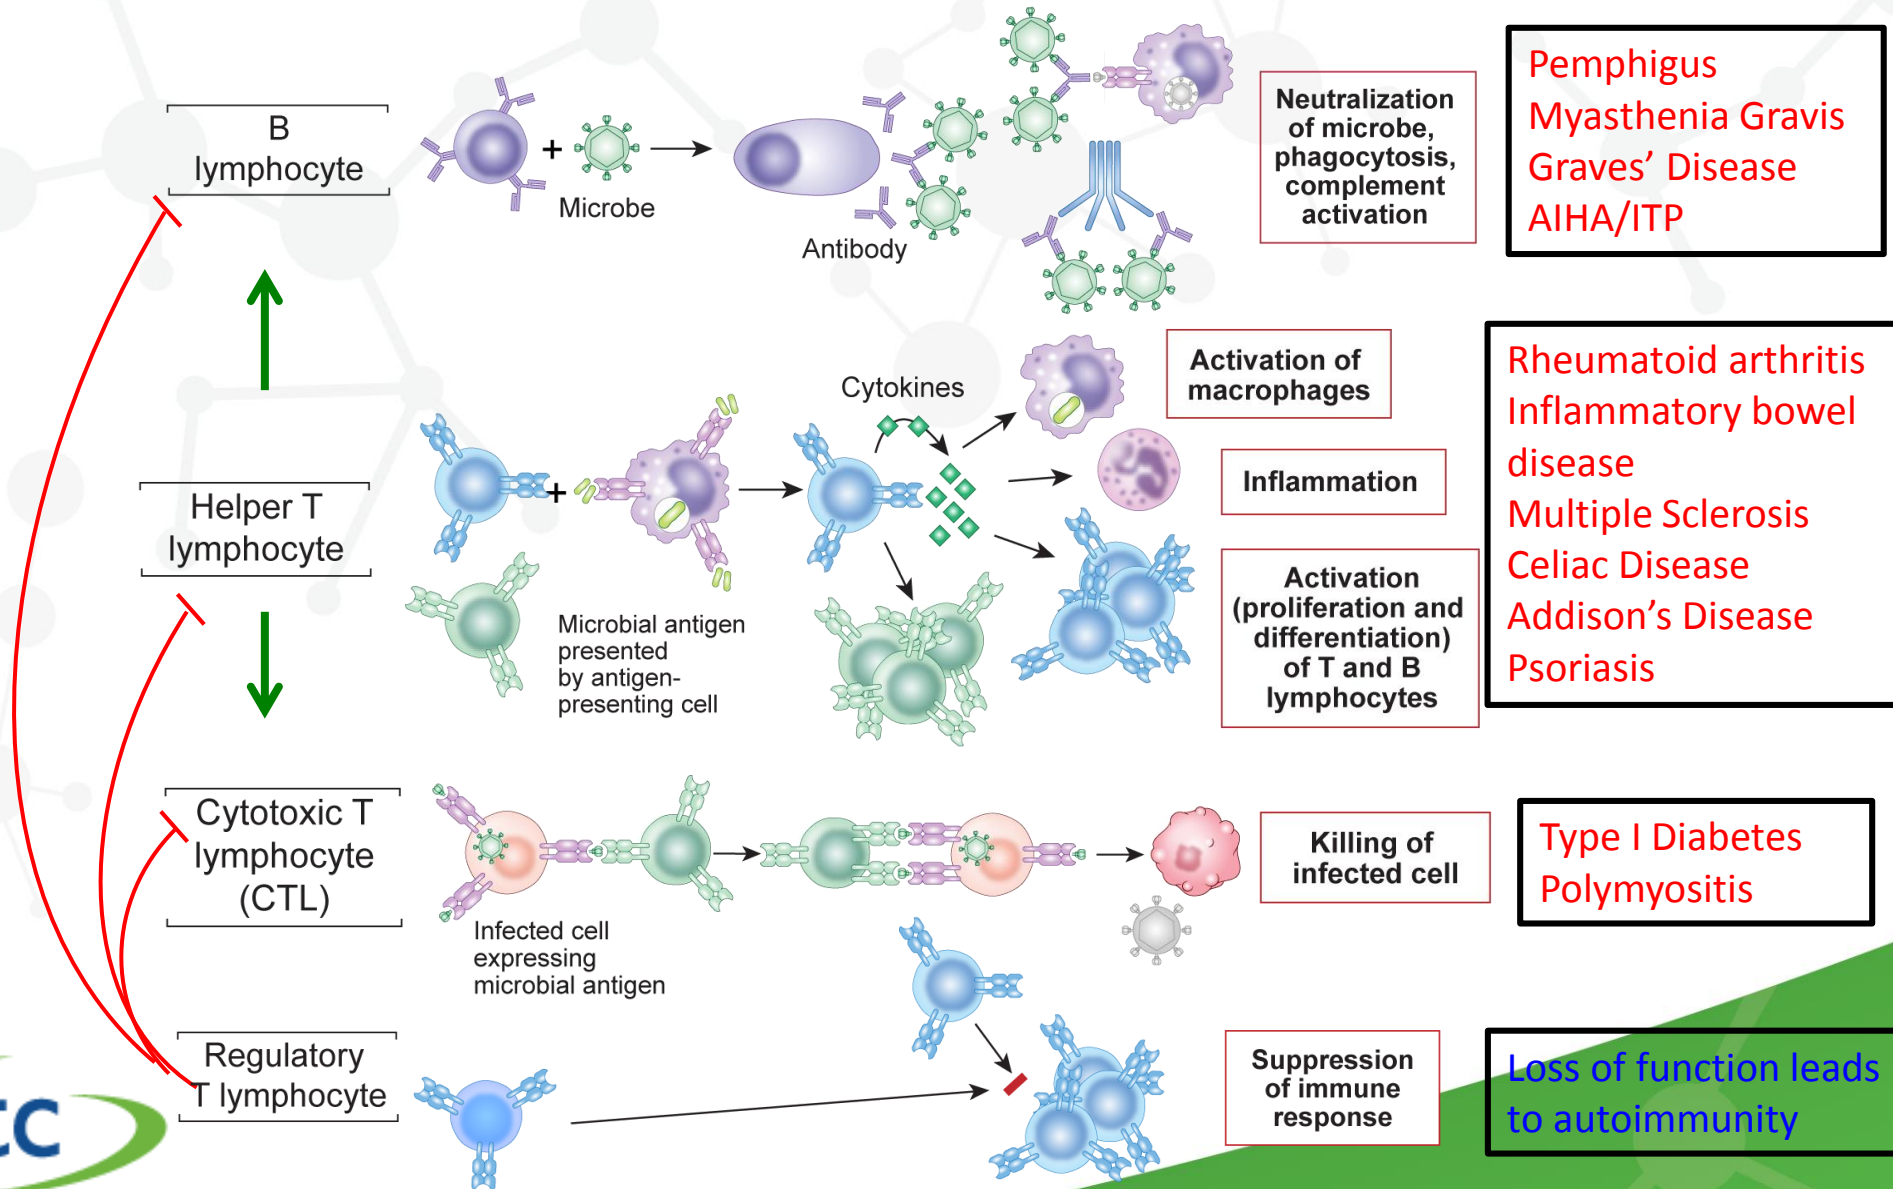 B
lymphocyte
+
Microbe
Antibody
Neutralization
of microbe,
phagocytosis,
complement
activation
Pemphigus
Myasthenia Gravis
Graves’ Disease
AIHA/ITP
Helper T
lymphocyte
+
Microbial antigen
presented
by antigen-
presenting cell
Cytokines
Activation of
macrophages
Inflammation
Activation
(proliferation and
differentiation)
of T and B
lymphocytes
Rheumatoid arthritis
Inflammatory bowel
disease
Multiple Sclerosis
Celiac Disease
Addison’s Disease
Psoriasis
Cytotoxic T
lymphocyte
(CTL)
Infected cell
expressing
microbial antigen
Killing of
infected cell
Type I Diabetes
Polymyositis
Regulatory
T lymphocyte
Suppression
of immune
response
Loss of function leads
to autoimmunity